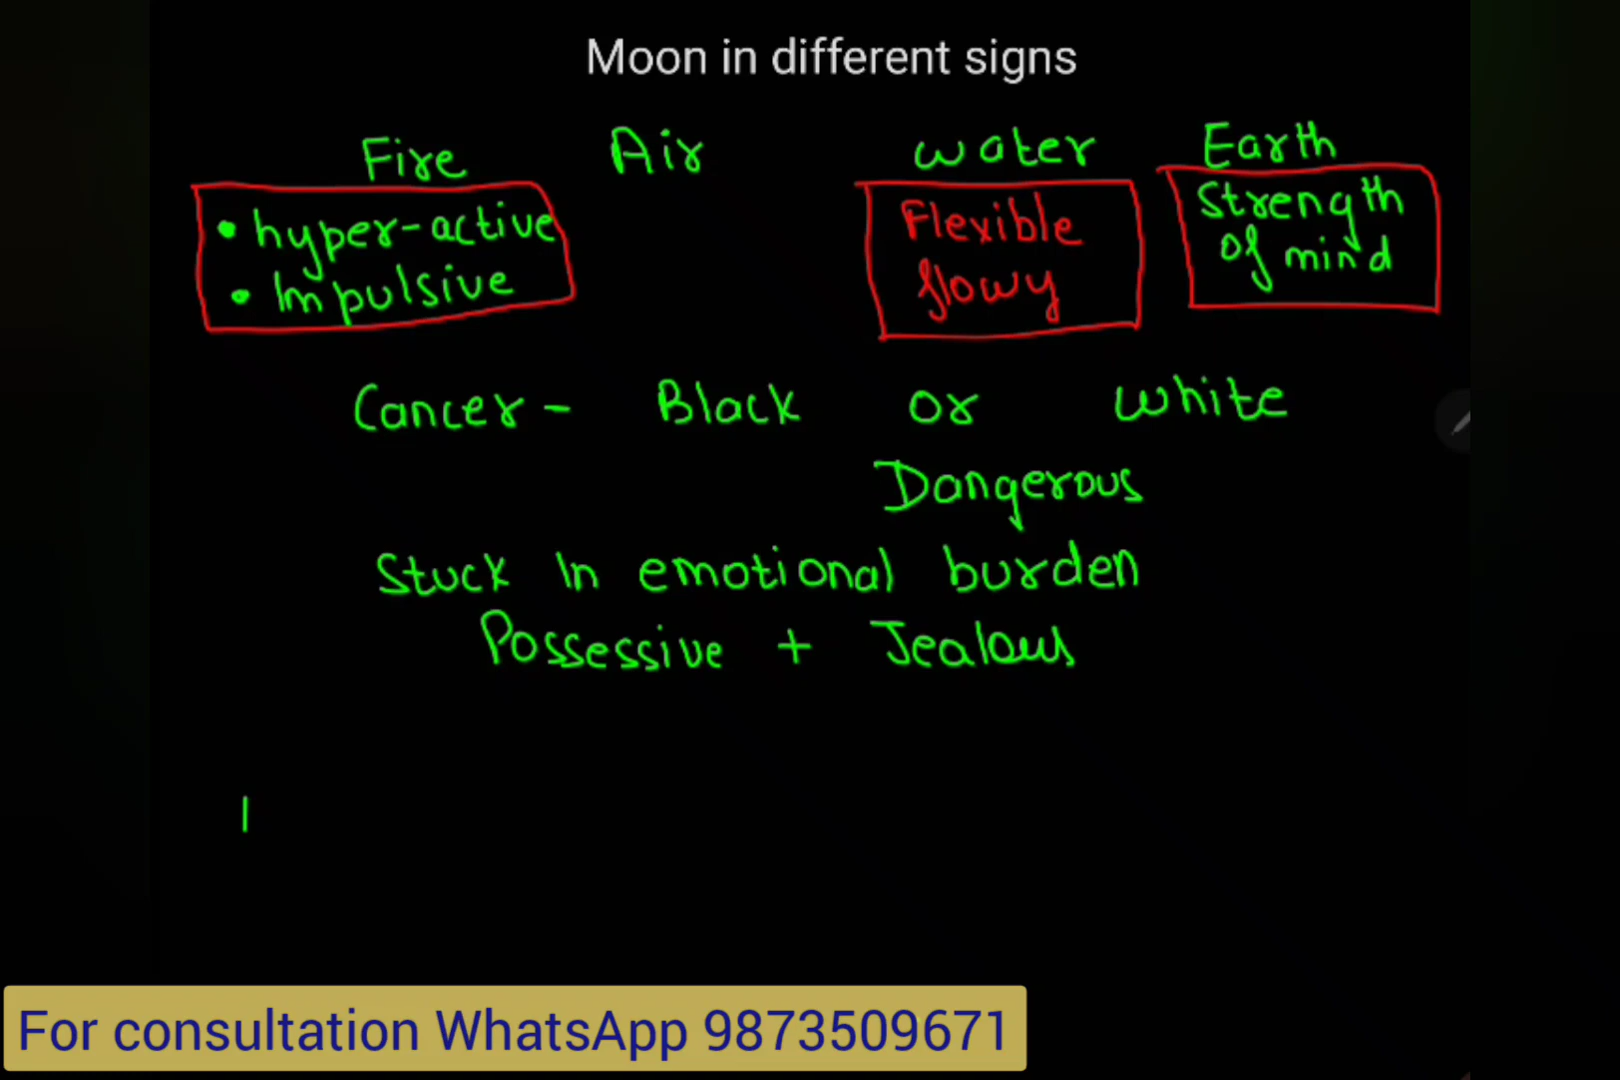 Moon in different signs
Fire Air water Earth
• hyper-active
• Impulsive
Flexible
flowy
Strength
of mind
Cancer - Black or white
Dangerous
Stuck In emotional burden
Possessive + Jealous
I
For consultation WhatsApp 9873509671